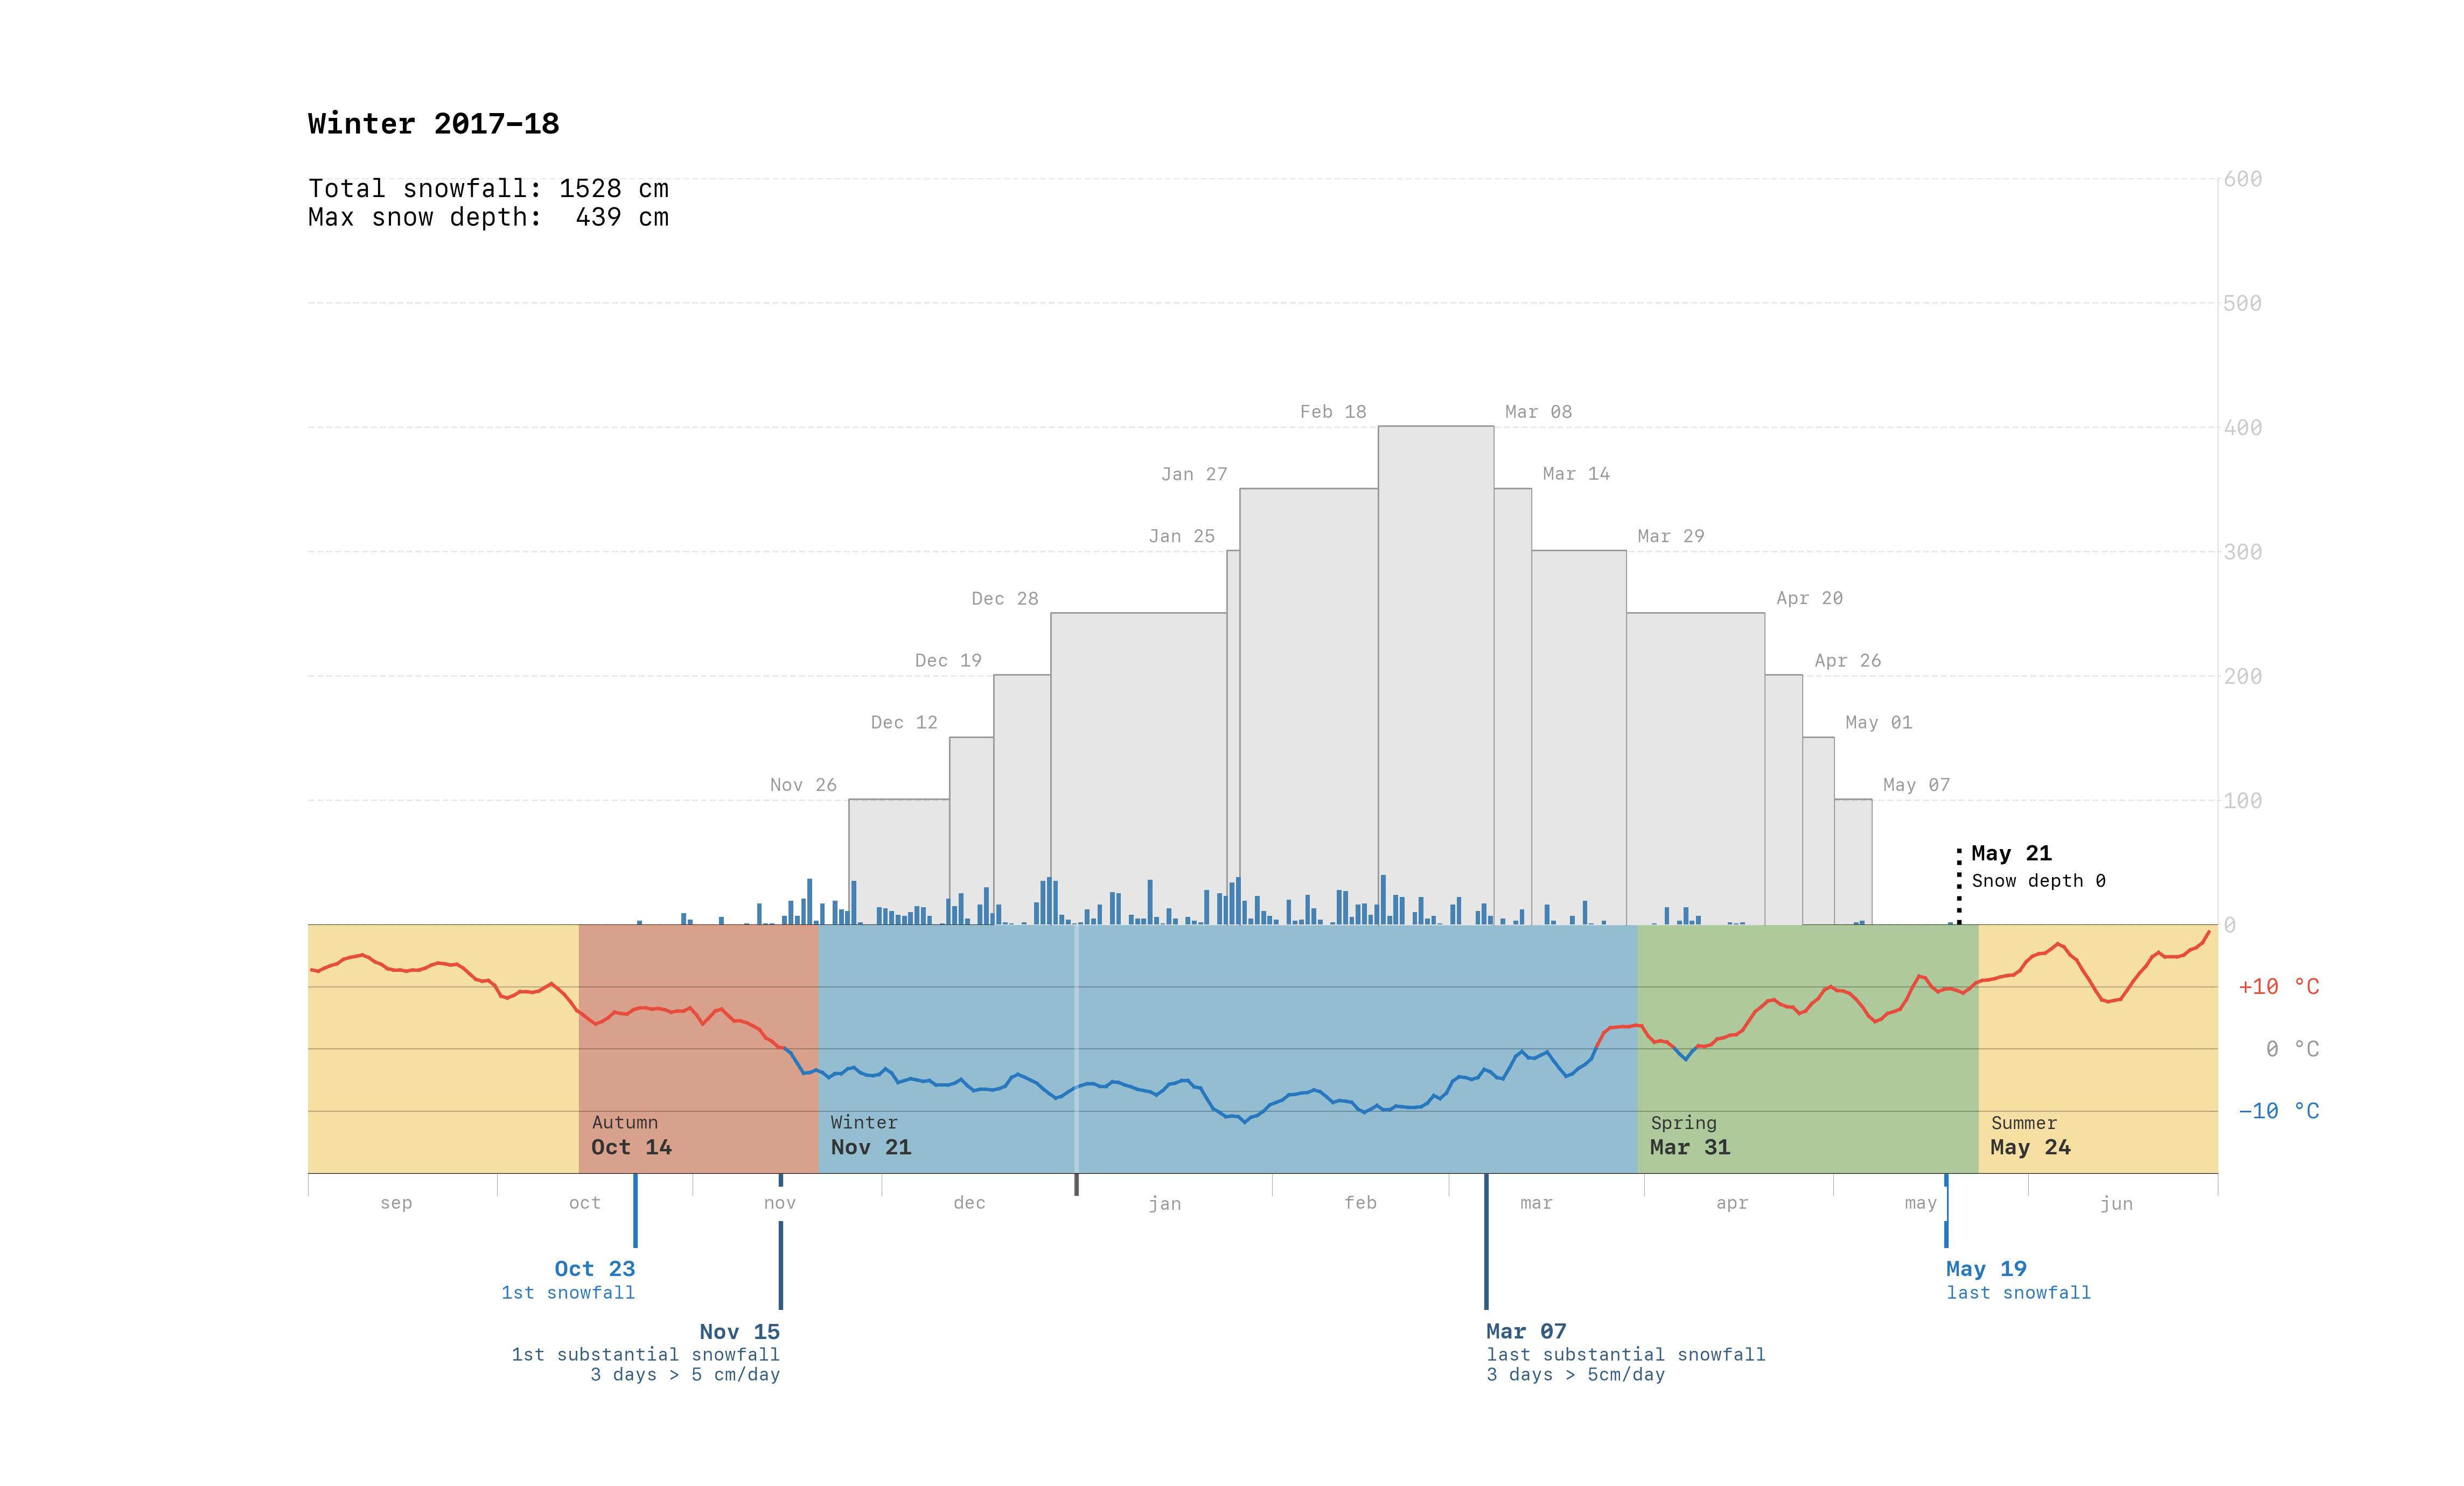 Winter 2017–18
Total snowfall: 1528 cm
Max snow depth: 439 cm
600
500
400
300
200
100
0
Feb 18
Mar 08
Jan 27
Mar 14
Jan 25
Mar 29
Dec 28
Apr 20
Dec 19
Apr 26
Dec 12
May 01
Nov 26
May 07
May 21
Snow depth 0
+10 °C
0 °C
−10 °C
Autumn
Oct 14
Winter
Nov 21
Spring
Mar 31
Summer
May 24
sep
oct
nov
dec
jan
feb
mar
apr
may
jun
Oct 23
1st snowfall
Nov 15
1st substantial snowfall
3 days > 5 cm/day
Mar 07
last substantial snowfall
3 days > 5cm/day
May 19
last snowfall